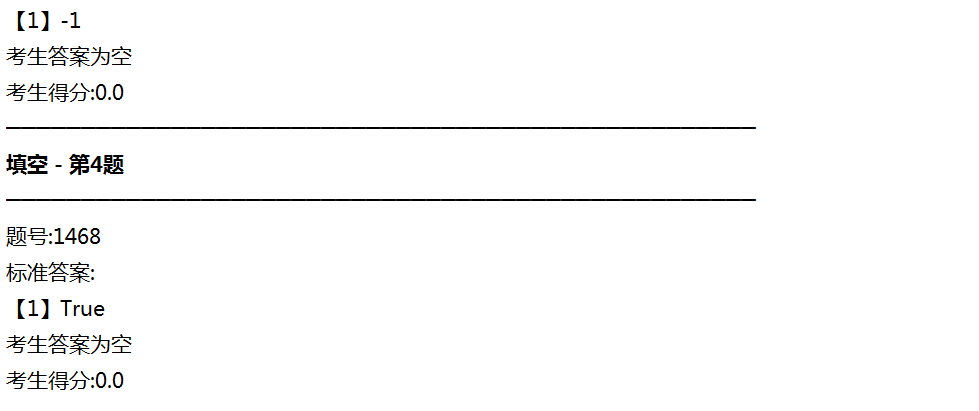 【1】-1
考生答案为空
考生得分:0.0
填空 - 第4题
题号:1468
标准答案:
【1】True
考生答案为空
考生得分:0.0